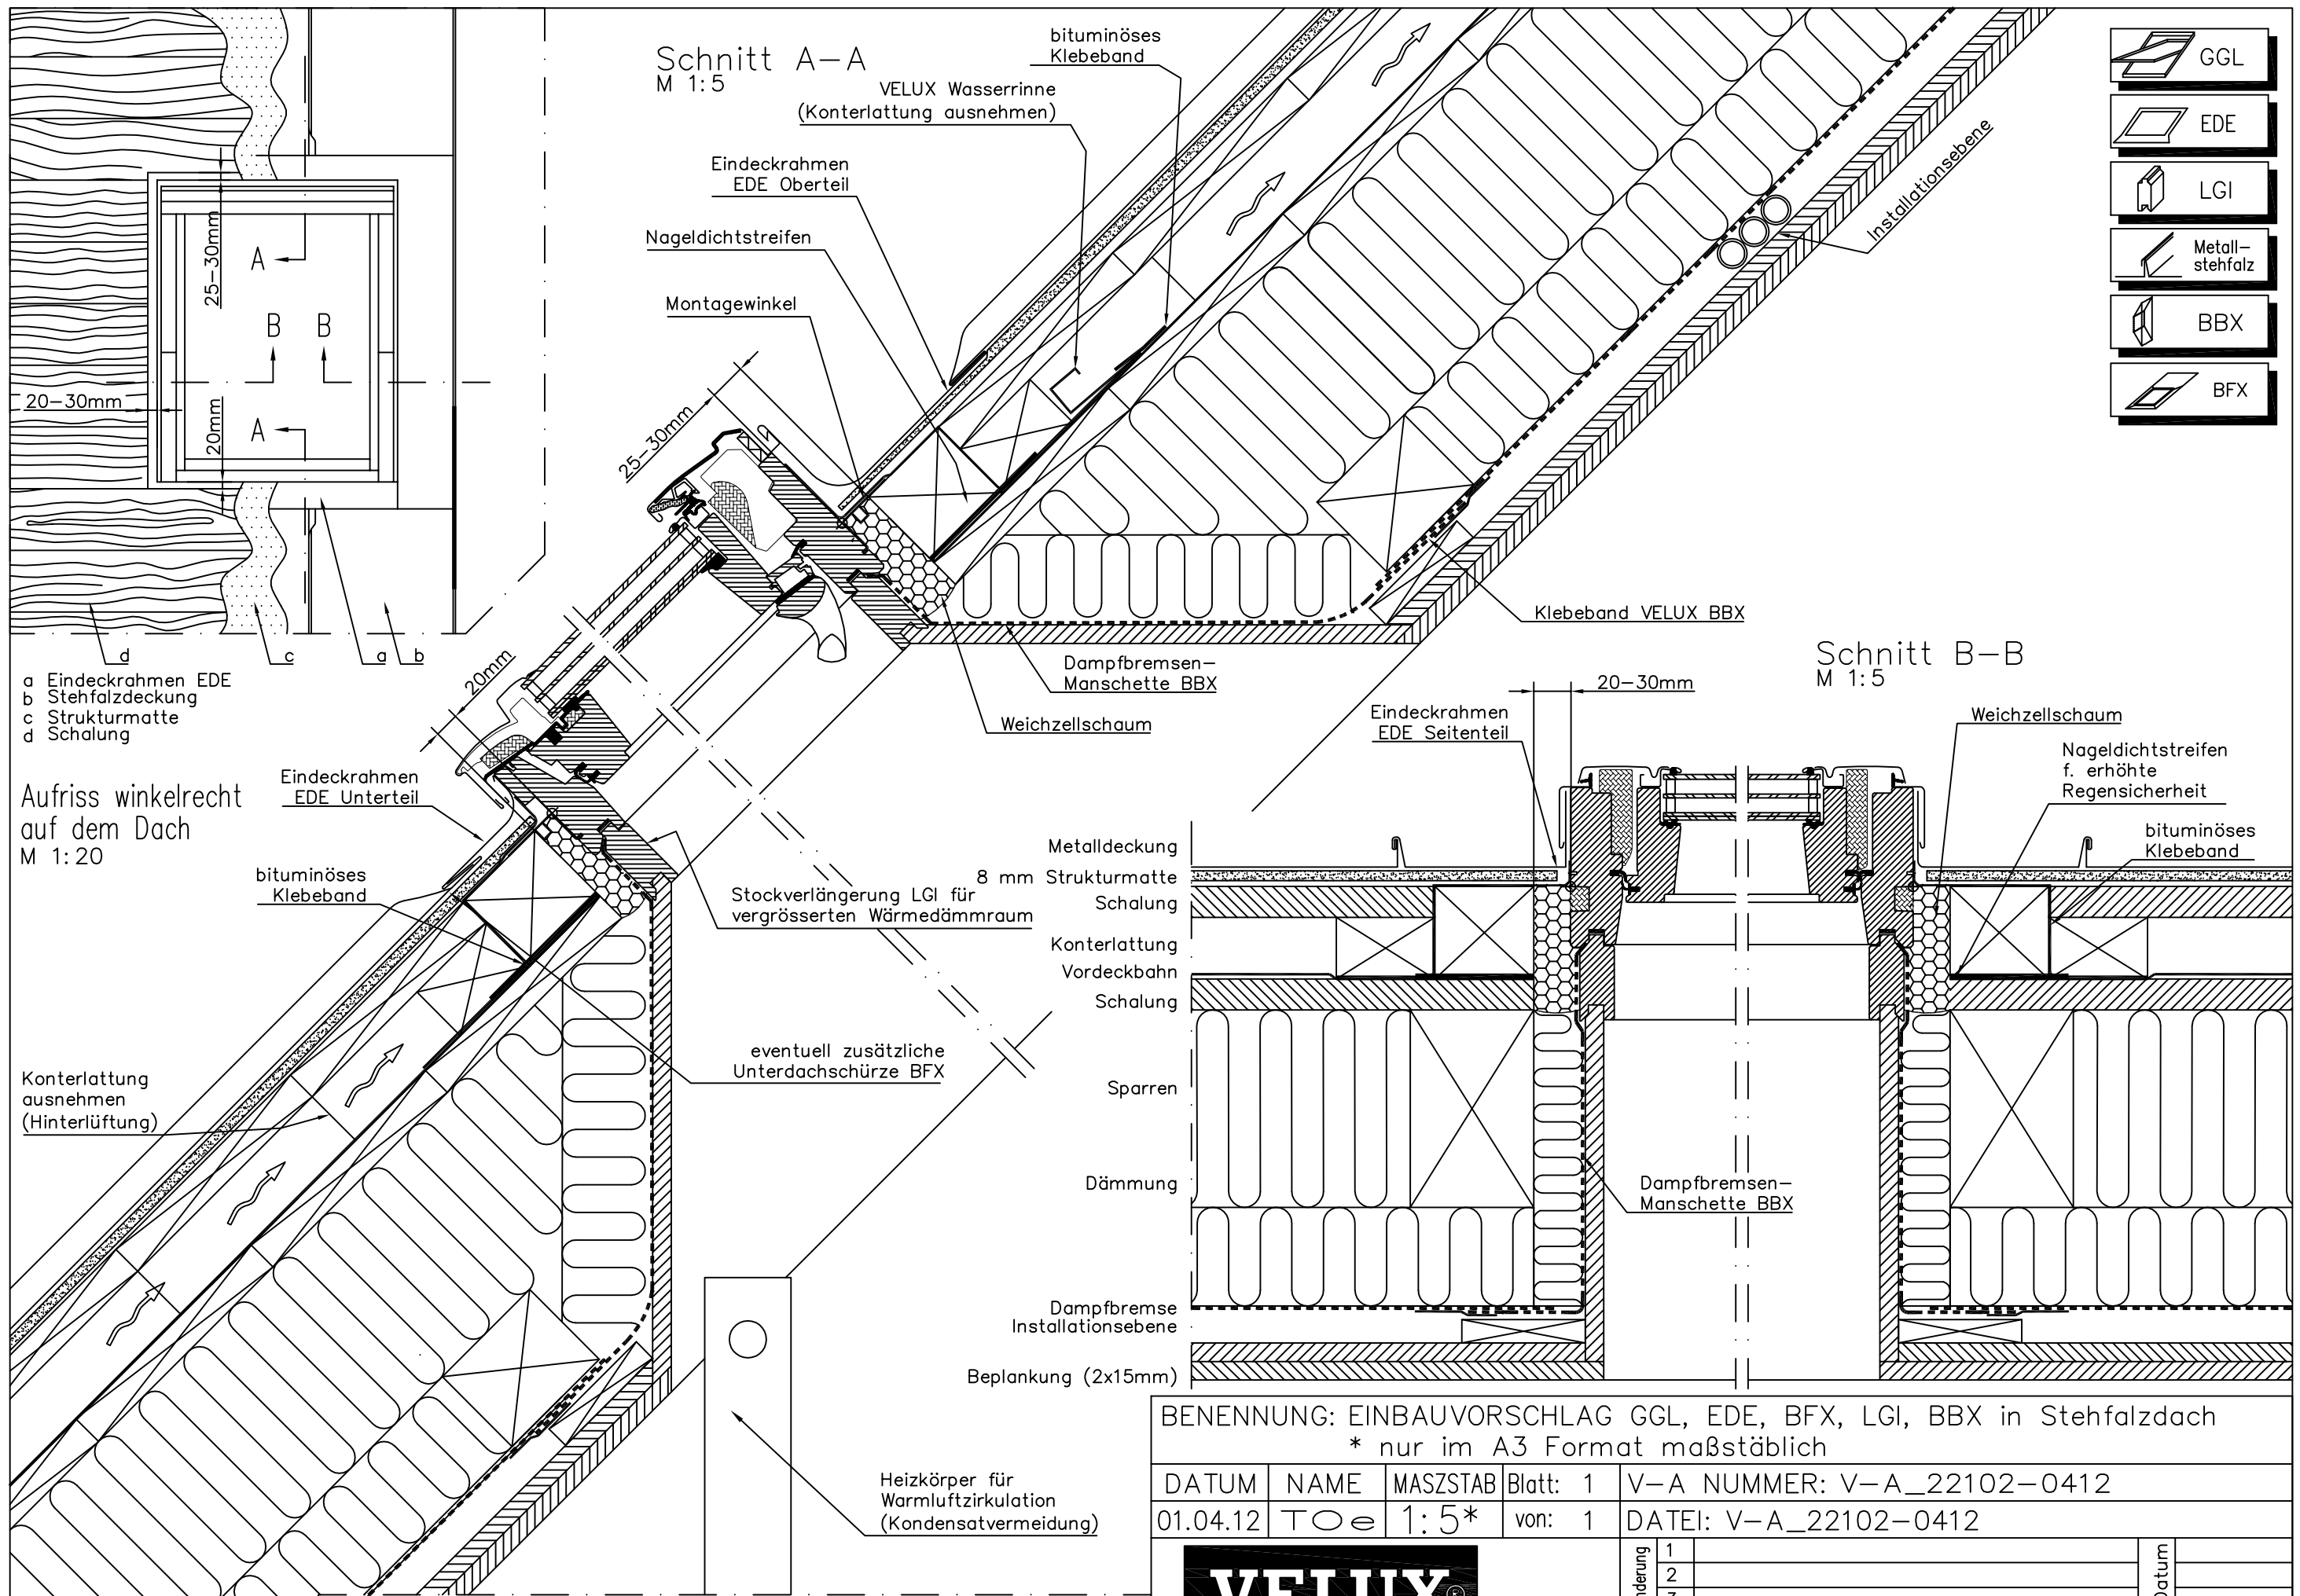 Schnitt A-A
M 1:5
bituminöses
Klebeband
VELUX Wasserrinne
(Konterlattung ausnehmen)
Eindeckrahmen
EDE Oberteil
Nageldichtstreifen
Montagewinkel
25-30mm
20mm
Installationsebene
Klebeband VELUX BBX
Dampfbremsen-
Manschette BBX
Weichzellschaum
GGL
EDE
LGI
Metall-
stehfalz
BBX
BFX
25-30mm
A
B B
20-30mm
20mm
A
d
c
a
b
a Eindeckrahmen EDE
b Stehfalzdeckung
c Strukturmatte
d Schalung
Aufriss winkelrecht
auf dem Dach
M 1:20
Eindeckrahmen
EDE Unterteil
bituminöses
Klebeband
Stockverlängerung LGI für
vergrösserten Wärmedämmraum
eventuell zusätzliche
Unterdachschürze BFX
Konterlattung
ausnehmen
(Hinterlüftung)
Heizkörper für
Warmluftzirkulation
(Kondensatvermeidung)
Schnitt B-B
M 1:5
20-30mm
Eindeckrahmen
EDE Seitenteil
Weichzellschaum
Nageldichtstreifen
f. erhöhte
Regensicherheit
bituminöses
Klebeband
Metalldeckung
8 mm Strukturmatte
Schalung
Konterlattung
Vordeckbahn
Schalung
Sparren
Dämmung
Dampfbremsen-
Manschette BBX
Dampfbremse
Installationsebene
Beplankung (2x15mm)
BENENNUNG: EINBAUVORSCHLAG GGL, EDE, BFX, LGI, BBX in Stehfalzdach
* nur im A3 Format maßstäblich
DATUM NAME MASZSTAB Blatt: 1 V-A NUMMER: V-A_22102-0412
01.04.12 TOe 1:5* von: 1 DATEI: V-A_22102-0412
VELUX®
1
2
Datum